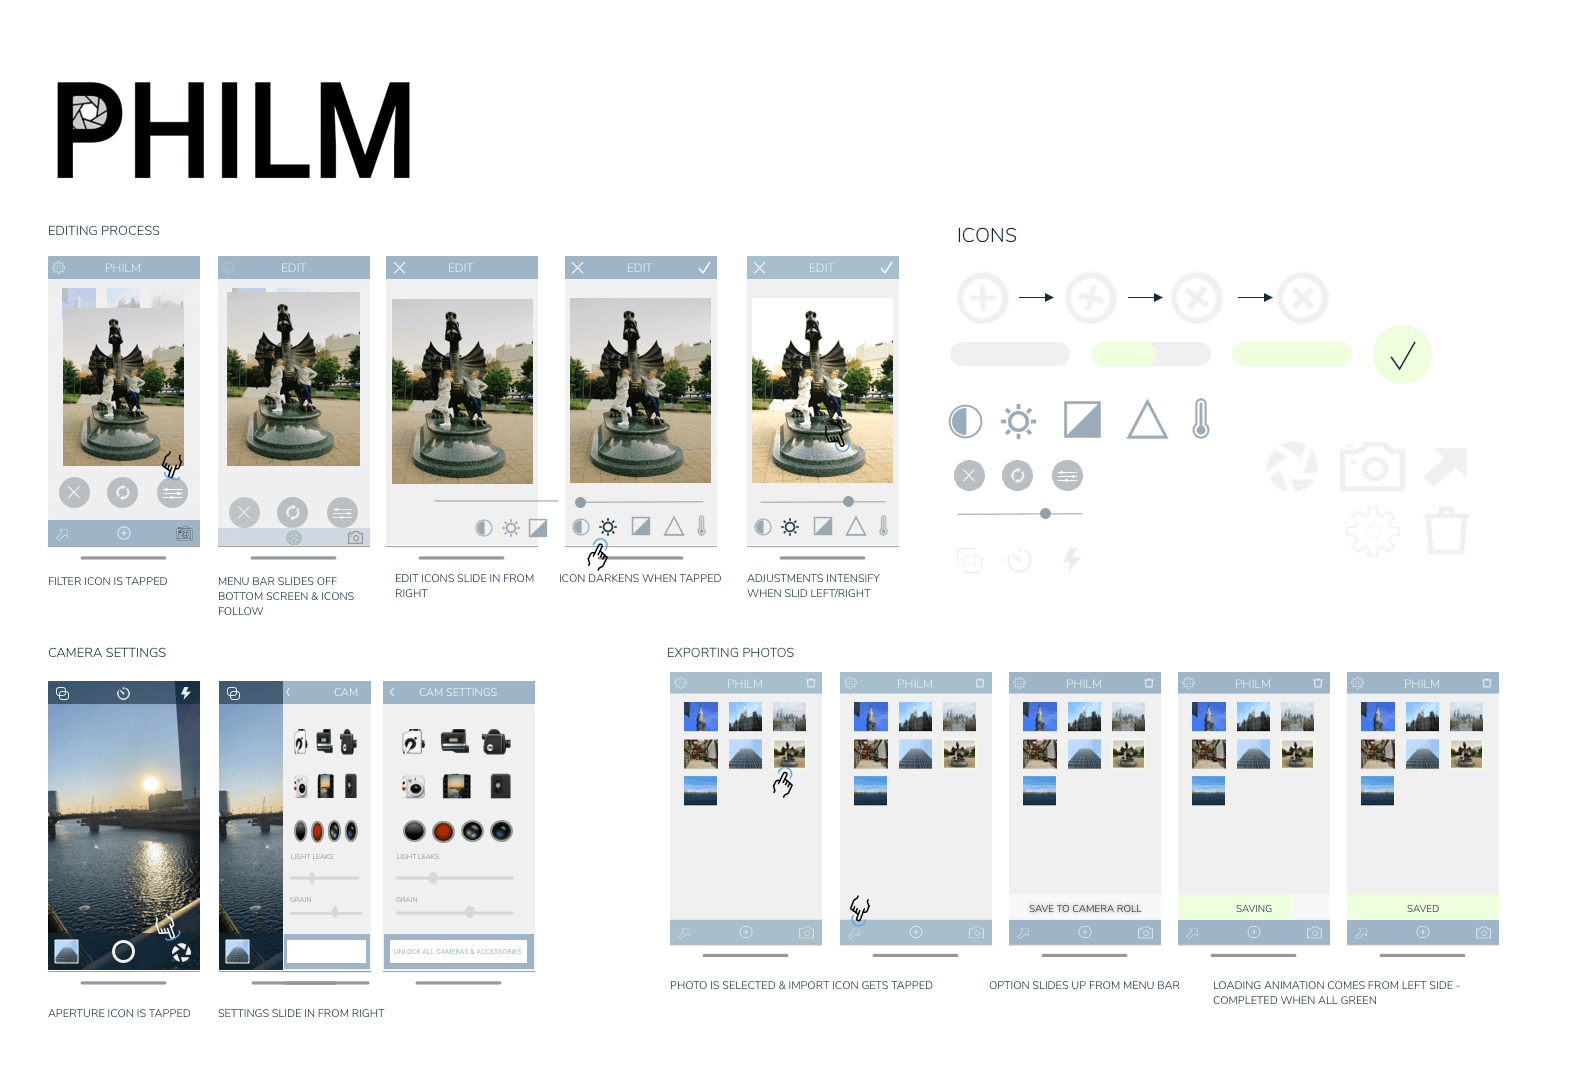 PHILM
EDITING PROCESS
ICONS
PHILM
EDIT
EDIT
EDIT
EDIT
FILTER ICON IS TAPPED
MENU BAR SLIDES OFF
BOTTOM SCREEN & ICONS
FOLLOW
EDIT ICONS SLIDE IN FROM
RIGHT
ICON DARKENS WHEN TAPPED
ADJUSTMENTS INTENSIFY
WHEN SLID LEFT/RIGHT
CAMERA SETTINGS
CAM
CAM SETTINGS
LIGHT LEAKS
LIGHT LEAKS
GRAIN
GRAIN
UNLOCK ALL CAMERAS & ACCESSORIES
APERTURE ICON IS TAPPED
SETTINGS SLIDE IN FROM RIGHT
EXPORTING PHOTOS
PHILM
PHILM
PHILM
PHILM
PHILM
SAVE TO CAMERA ROLL
SAVING
SAVED
PHOTO IS SELECTED & IMPORT ICON GETS TAPPED
OPTION SLIDES UP FROM MENU BAR
LOADING ANIMATION COMES FROM LEFT SIDE -
COMPLETED WHEN ALL GREEN